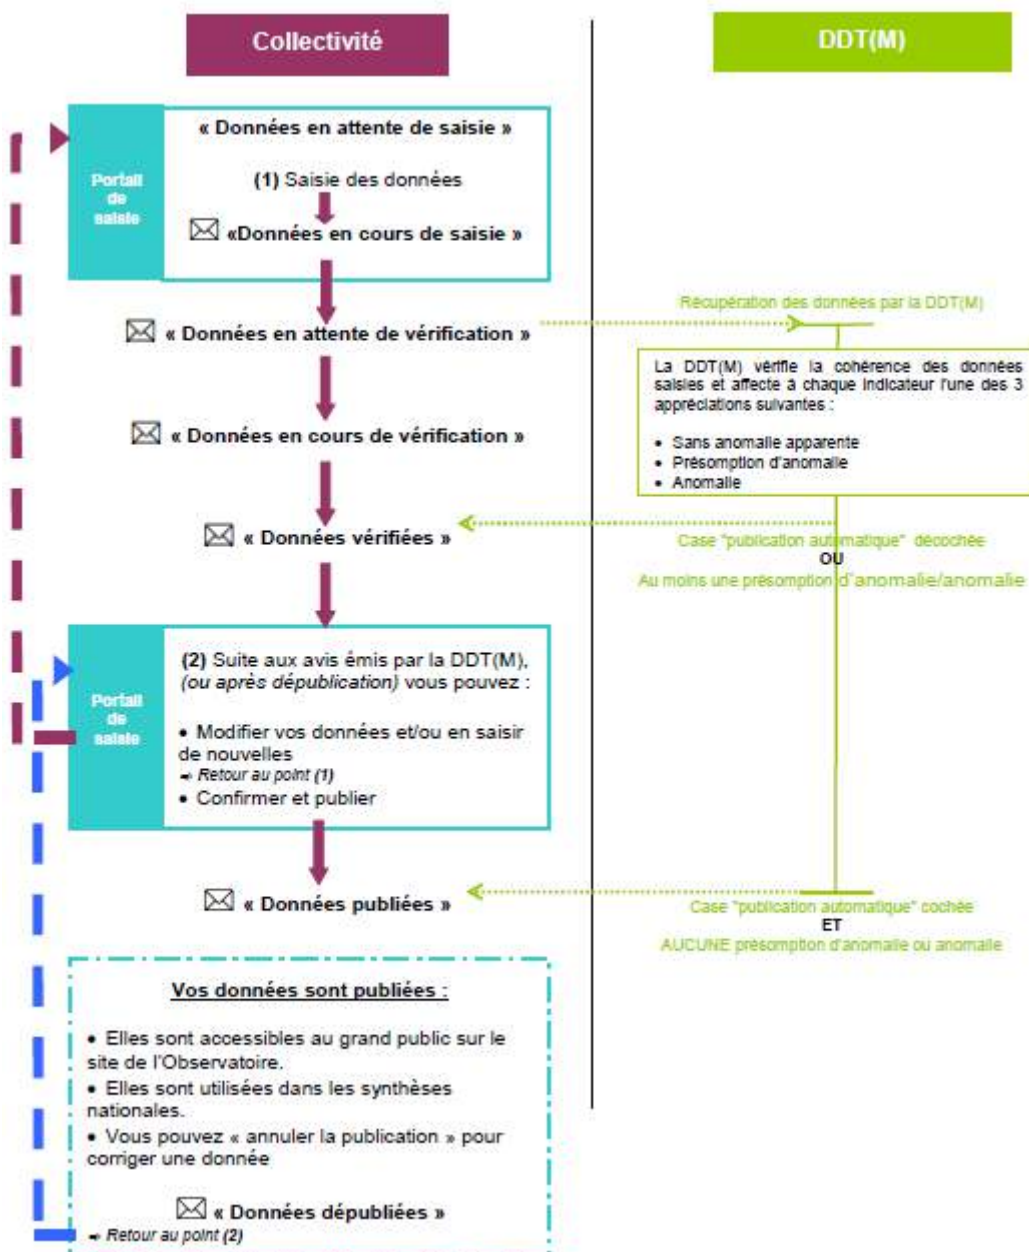 Collectivité
DDT(M)
Portail
de
saisie
« Données en attente de saisie »
(1) Saisie des données
«Données en cours de saisie »
« Données en attente de vérification »
Récupération des données par la DDT(M)
La DDT(M) vérifie la cohérence des données
saisies et affecte à chaque indicateur l'une des 3
appréciations suivantes :
• Sans anomalie apparente
• Présomption d'anomalie
• Anomalie
« Données en cours de vérification »
« Données vérifiées »
Case "publication automatique" décochée
OU
Au moins une présomption d'anomalie/anomalie
Portail
de
saisie
(2) Suite aux avis émis par la DDT(M),
(ou après dépublication) vous pouvez :
• Modifier vos données et/ou en saisir
de nouvelles
➨ Retour au point (1)
• Confirmer et publier
« Données publiées »
Case "publication automatique" cochée
ET
AUCUNE présomption d'anomalie ou anomalie
Vos données sont publiées :
• Elles sont accessibles au grand public sur le
site de l'Observatoire.
• Elles sont utilisées dans les synthèses
nationales.
• Vous pouvez « annuler la publication » pour
corriger une donnée
« Données dépubliées »
➨ Retour au point (2)